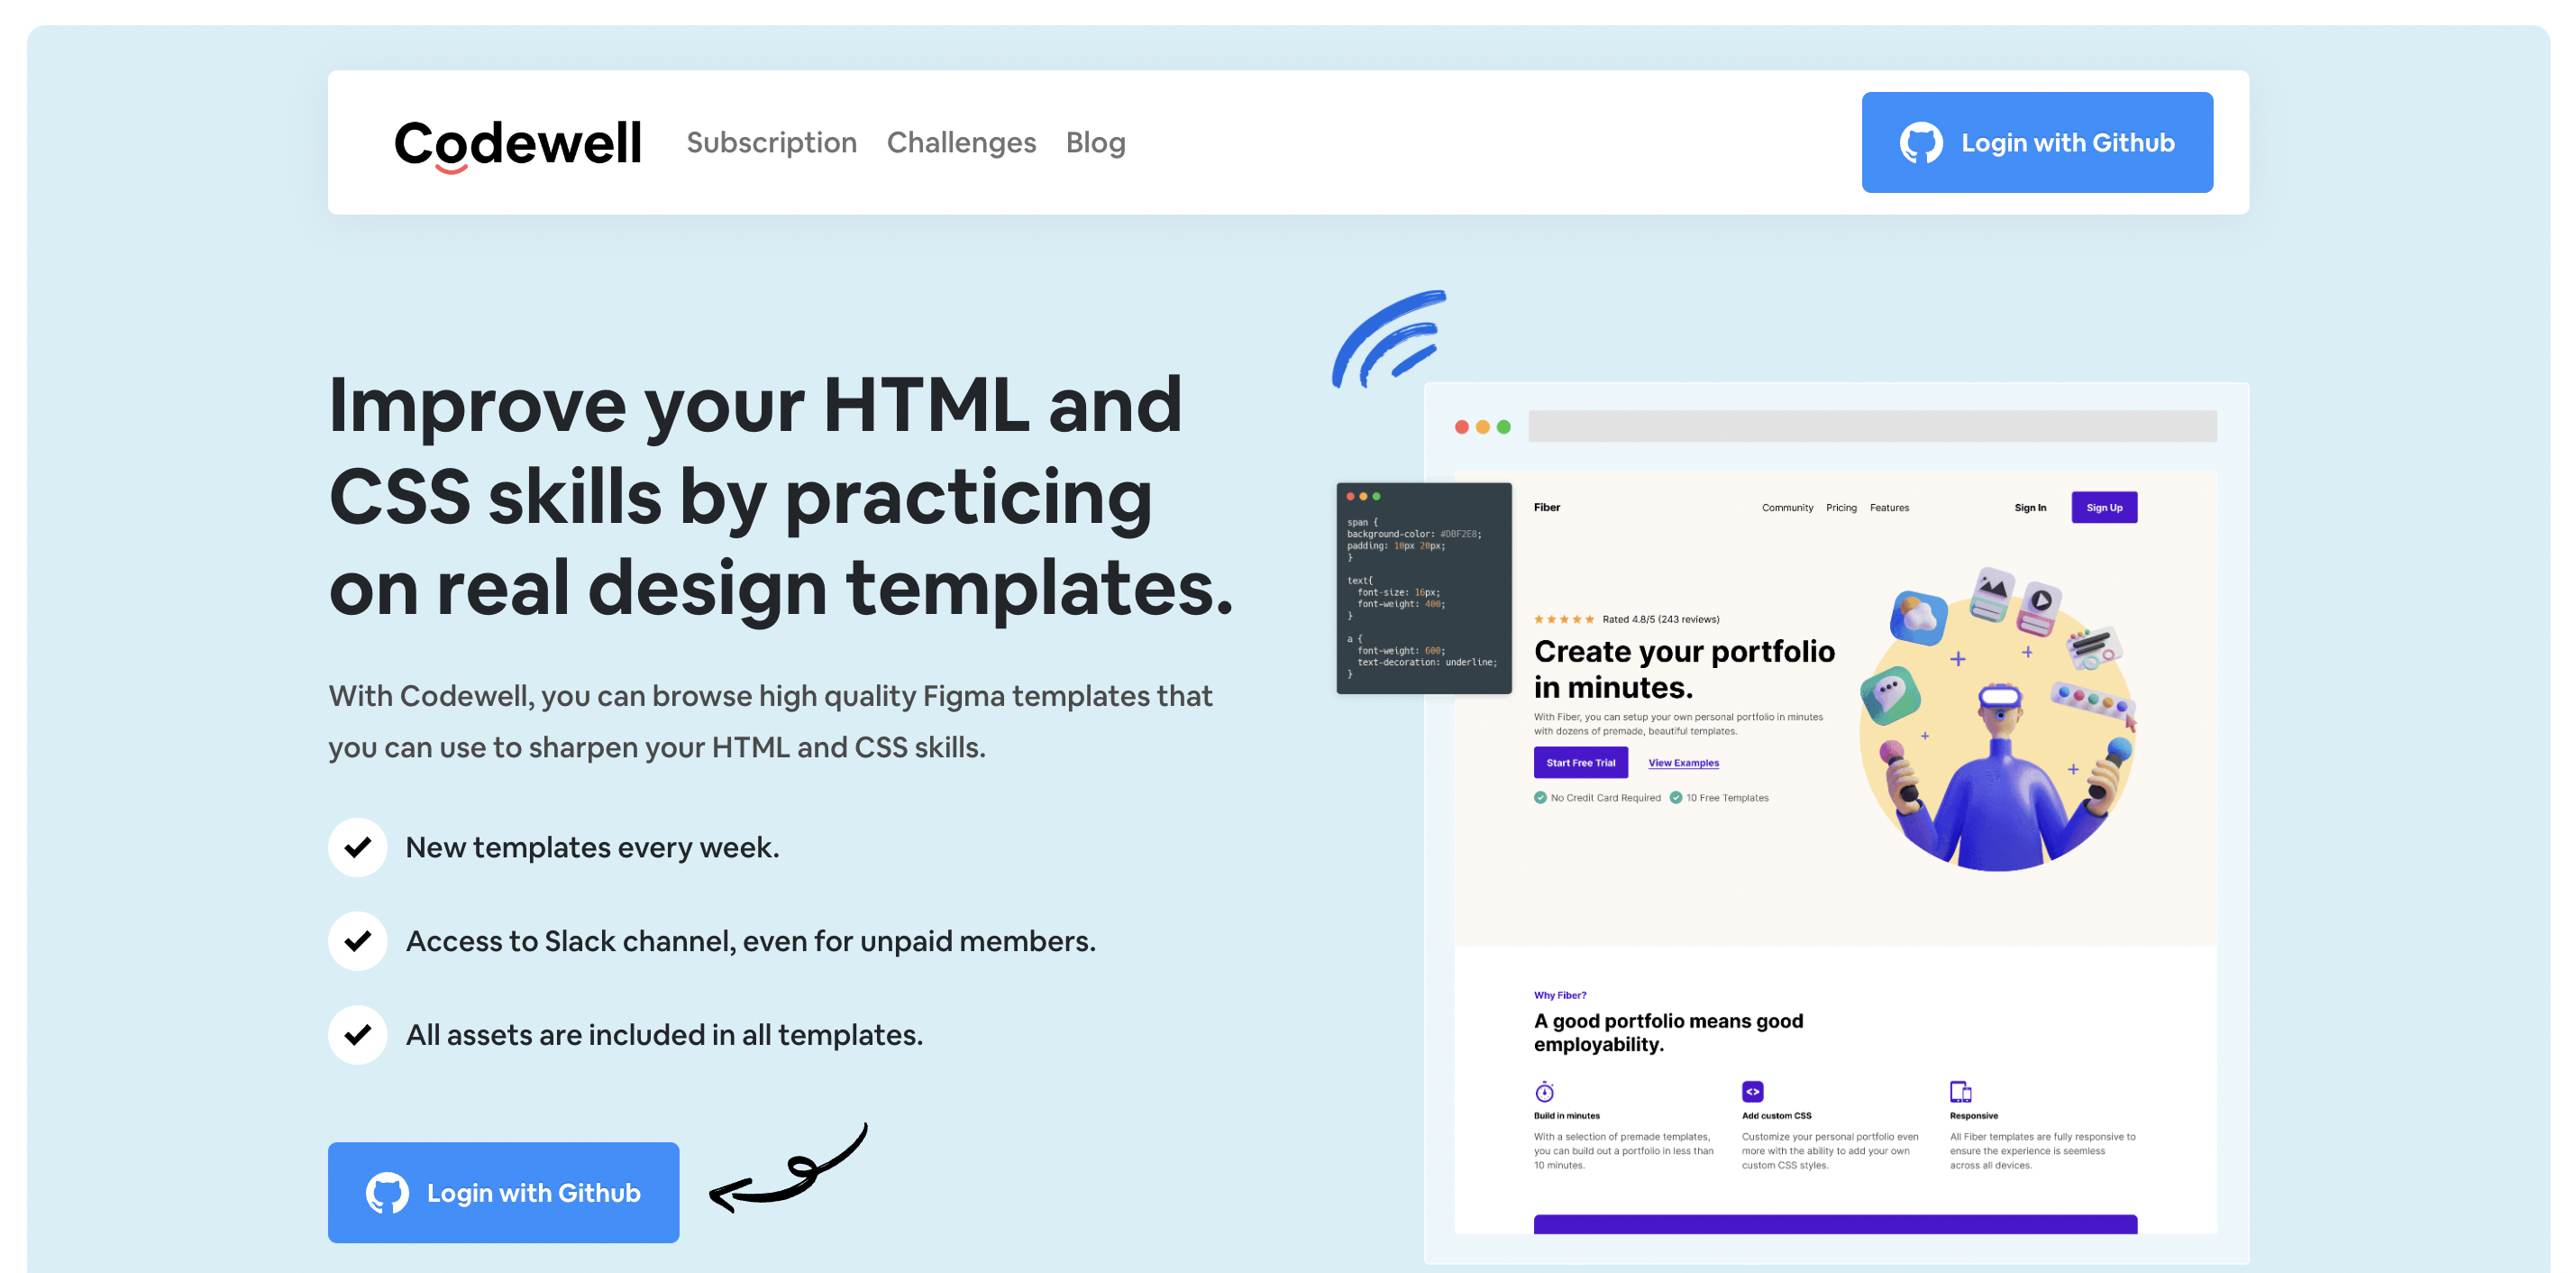 Codewell
Subscription Challenges Blog
Login with Github
Improve your HTML and
CSS skills by practicing
on real design templates.
With Codewell, you can browse high quality Figma templates that
you can use to sharpen your HTML and CSS skills.
New templates every week.
Access to Slack channel, even for unpaid members.
All assets are included in all templates.
Login with Github
span {
background-color: #DBF2E8;
padding: 10px 20px;
}
text{
font-size: 16px;
font-weight: 400;
}
a {
font-weight: 600;
text-decoration: underline;
}
Fiber
Community Pricing Features
Sign In
Sign Up
Rated 4.8/5 (243 reviews)
Create your portfolio
in minutes.
With Fiber, you can setup your own personal portfolio in minutes
with dozens of premade, beautiful templates.
Start Free Trial
View Examples
No Credit Card Required
10 Free Templates
Why Fiber?
A good portfolio means good
employability.
Build in minutes
With a selection of premade templates,
you can build out a portfolio in less than
10 minutes.
Add custom CSS
Customize your personal portfolio even
more with the ability to add your own
custom CSS styles.
Responsive
All Fiber templates are fully responsive to
ensure the experience is seemless
across all devices.